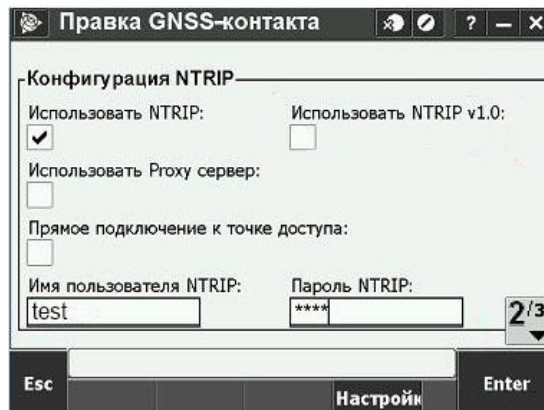 Правка GNSS-контакта
? — ×
Конфигурация NTRIP
Использовать NTRIP: Использовать NTRIP v1.0:
Использовать Proxy сервер:
Прямое подключение к точке доступа:
Имя пользователя NTRIP: Пароль NTRIP:
test ****
2/3
Esc Enter
Настройк